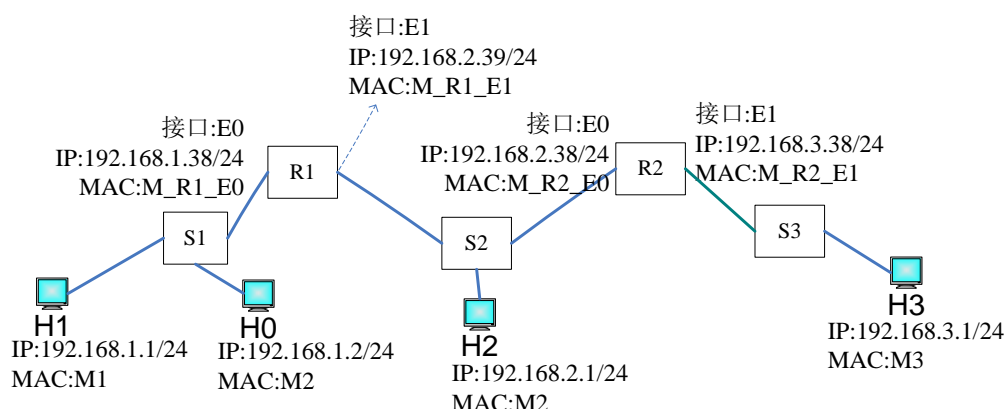 接口:E1
IP:192.168.2.39/24
MAC:M_R1_E1
接口:E0
IP:192.168.1.38/24
MAC:M_R1_E0
R1
接口:E0
IP:192.168.2.38/24
MAC:M_R2_E0
R2
接口:E1
IP:192.168.3.38/24
MAC:M_R2_E1
S1
S2
S3
H1
IP:192.168.1.1/24
MAC:M1
H0
IP:192.168.1.2/24
MAC:M2
H2
IP:192.168.2.1/24
MAC:M2
H3
IP:192.168.3.1/24
MAC:M3